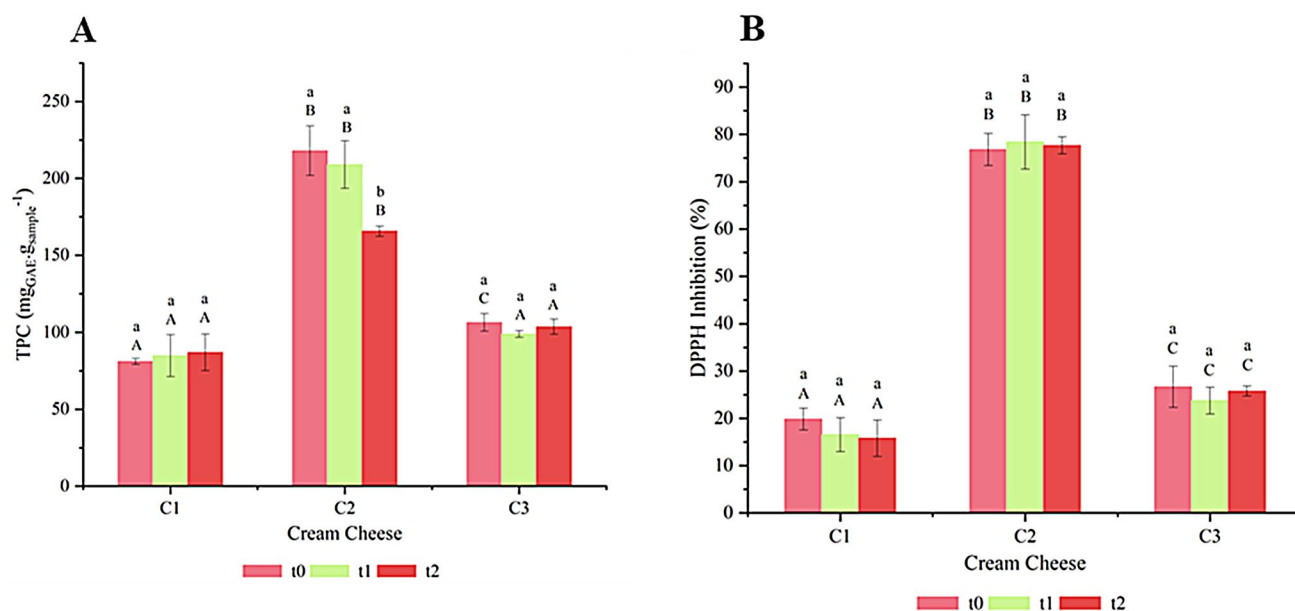 A
TPC (mgGAE.gsample-1)
250
200
150
100
50
0
a a a
A A A
a a b
B B B
a a a
C A A
C1 C2 C3
Cream Cheese
t0 t1 t2
B
DPPH Inhibition (%)
90
80
70
60
50
40
30
20
10
0
a a a
A A A
a a a
B B B
a a a
C C C
C1 C2 C3
Cream Cheese
t0 t1 t2